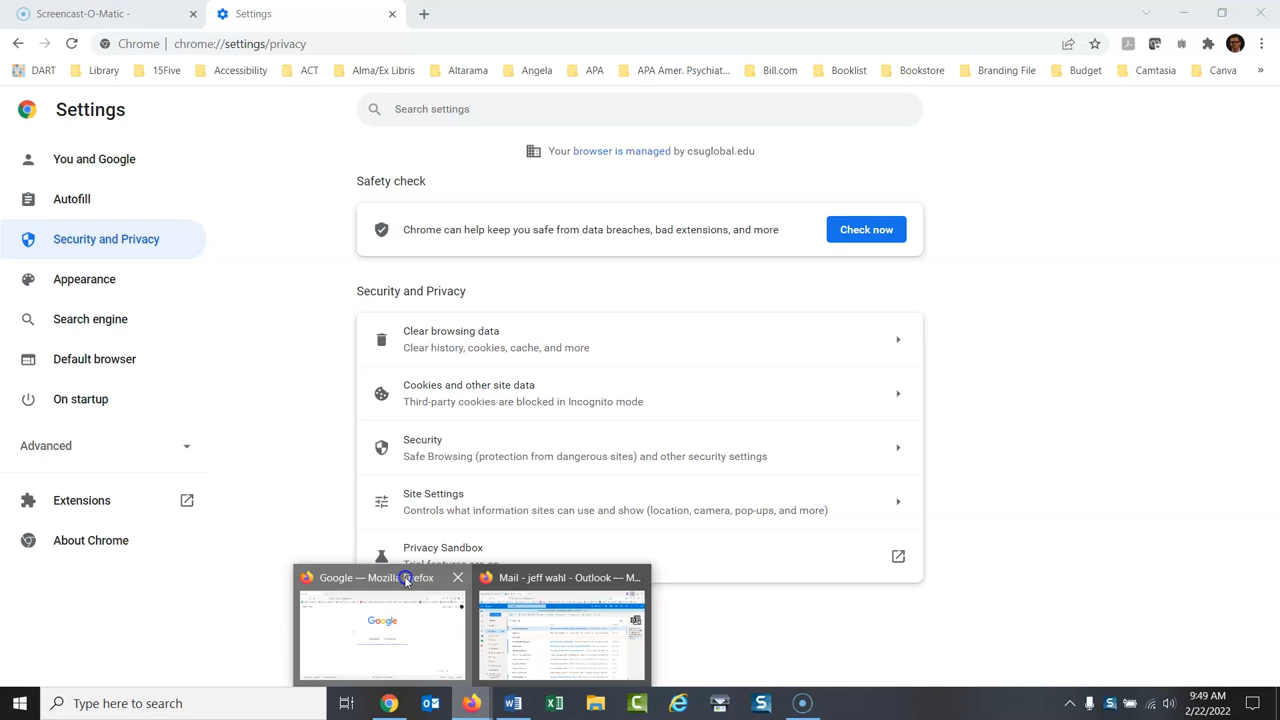 Screencast-O-Matic -
Settings
Chrome | chrome://settings/privacy
DART Library 15Five Accessibility ACT Alma/Ex Libris Altarama Angela APA APA Amer. Psychiat... Bill.com Booklist Bookstore Branding File Budget Camtasia Canva »
Settings
Search settings
Your browser is managed by csuglobal.edu
You and Google
Autofill
Security and Privacy
Appearance
Search engine
Default browser
On startup
Advanced
Extensions
About Chrome
Safety check
Chrome can help keep you safe from data breaches, bad extensions, and more
Check now
Security and Privacy
Clear browsing data
Clear history, cookies, cache, and more
Cookies and other site data
Third-party cookies are blocked in Incognito mode
Security
Safe Browsing (protection from dangerous sites) and other security settings
Site Settings
Controls what information sites can use and show (location, camera, pop-ups, and more)
Privacy Sandbox
Trial features are on
Google — Mozilla Firefox
Mail - jeff wahl - Outlook — M...
Google
Type here to search
9:49 AM
2/22/2022